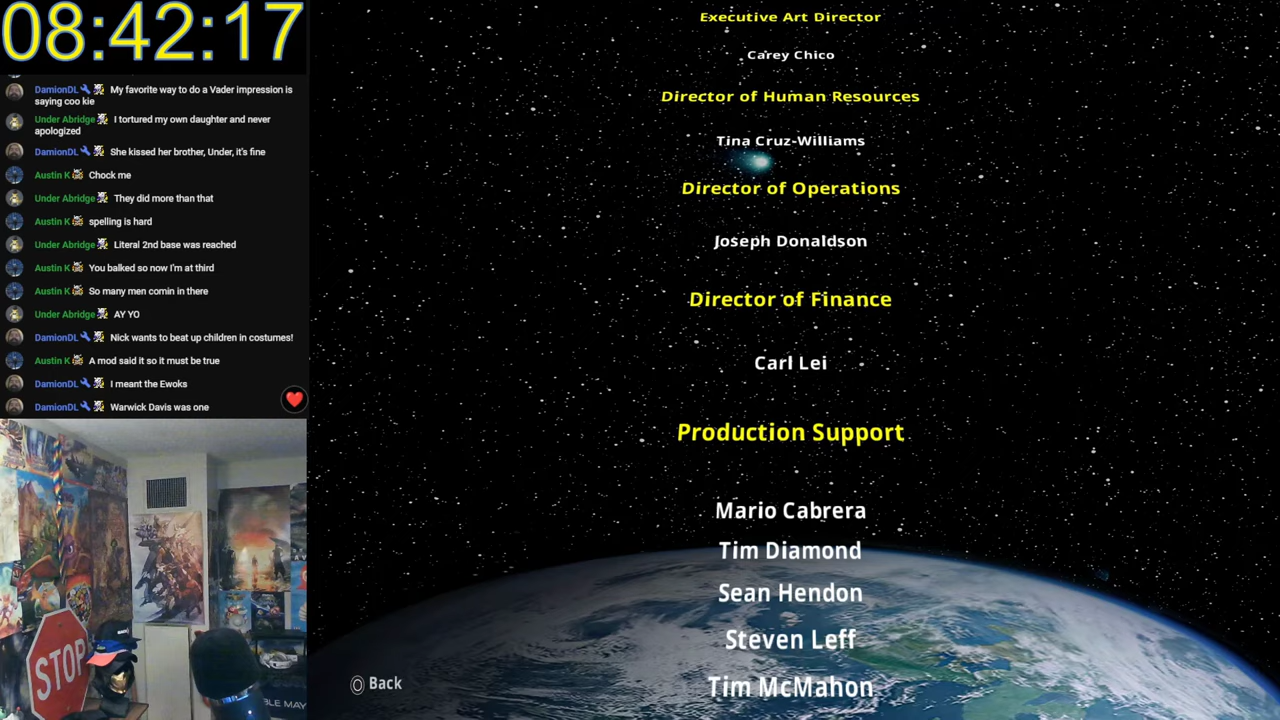 08:42:17
DamionDL My favorite way to do a Vader impression is
saying coo kie
Under Abridge I tortured my own daughter and never
apologized
DamionDL She kissed her brother, Under, it's fine
Austin K Chock me
Under Abridge They did more than that
Austin K spelling is hard
Under Abridge Literal 2nd base was reached
Austin K You balked so now I'm at third
Austin K So many men comin in there
Under Abridge AY YO
DamionDL Nick wants to beat up children in costumes!
Austin K A mod said it so it must be true
DamionDL I meant the Ewoks
DamionDL Warwick Davis was one
STOP
Executive Art Director
Carey Chico
Director of Human Resources
Tina Cruz-Williams
Director of Operations
Joseph Donaldson
Director of Finance
Carl Lei
Production Support
Mario Cabrera
Tim Diamond
Sean Hendon
Steven Leff
Tim McMahon
Back